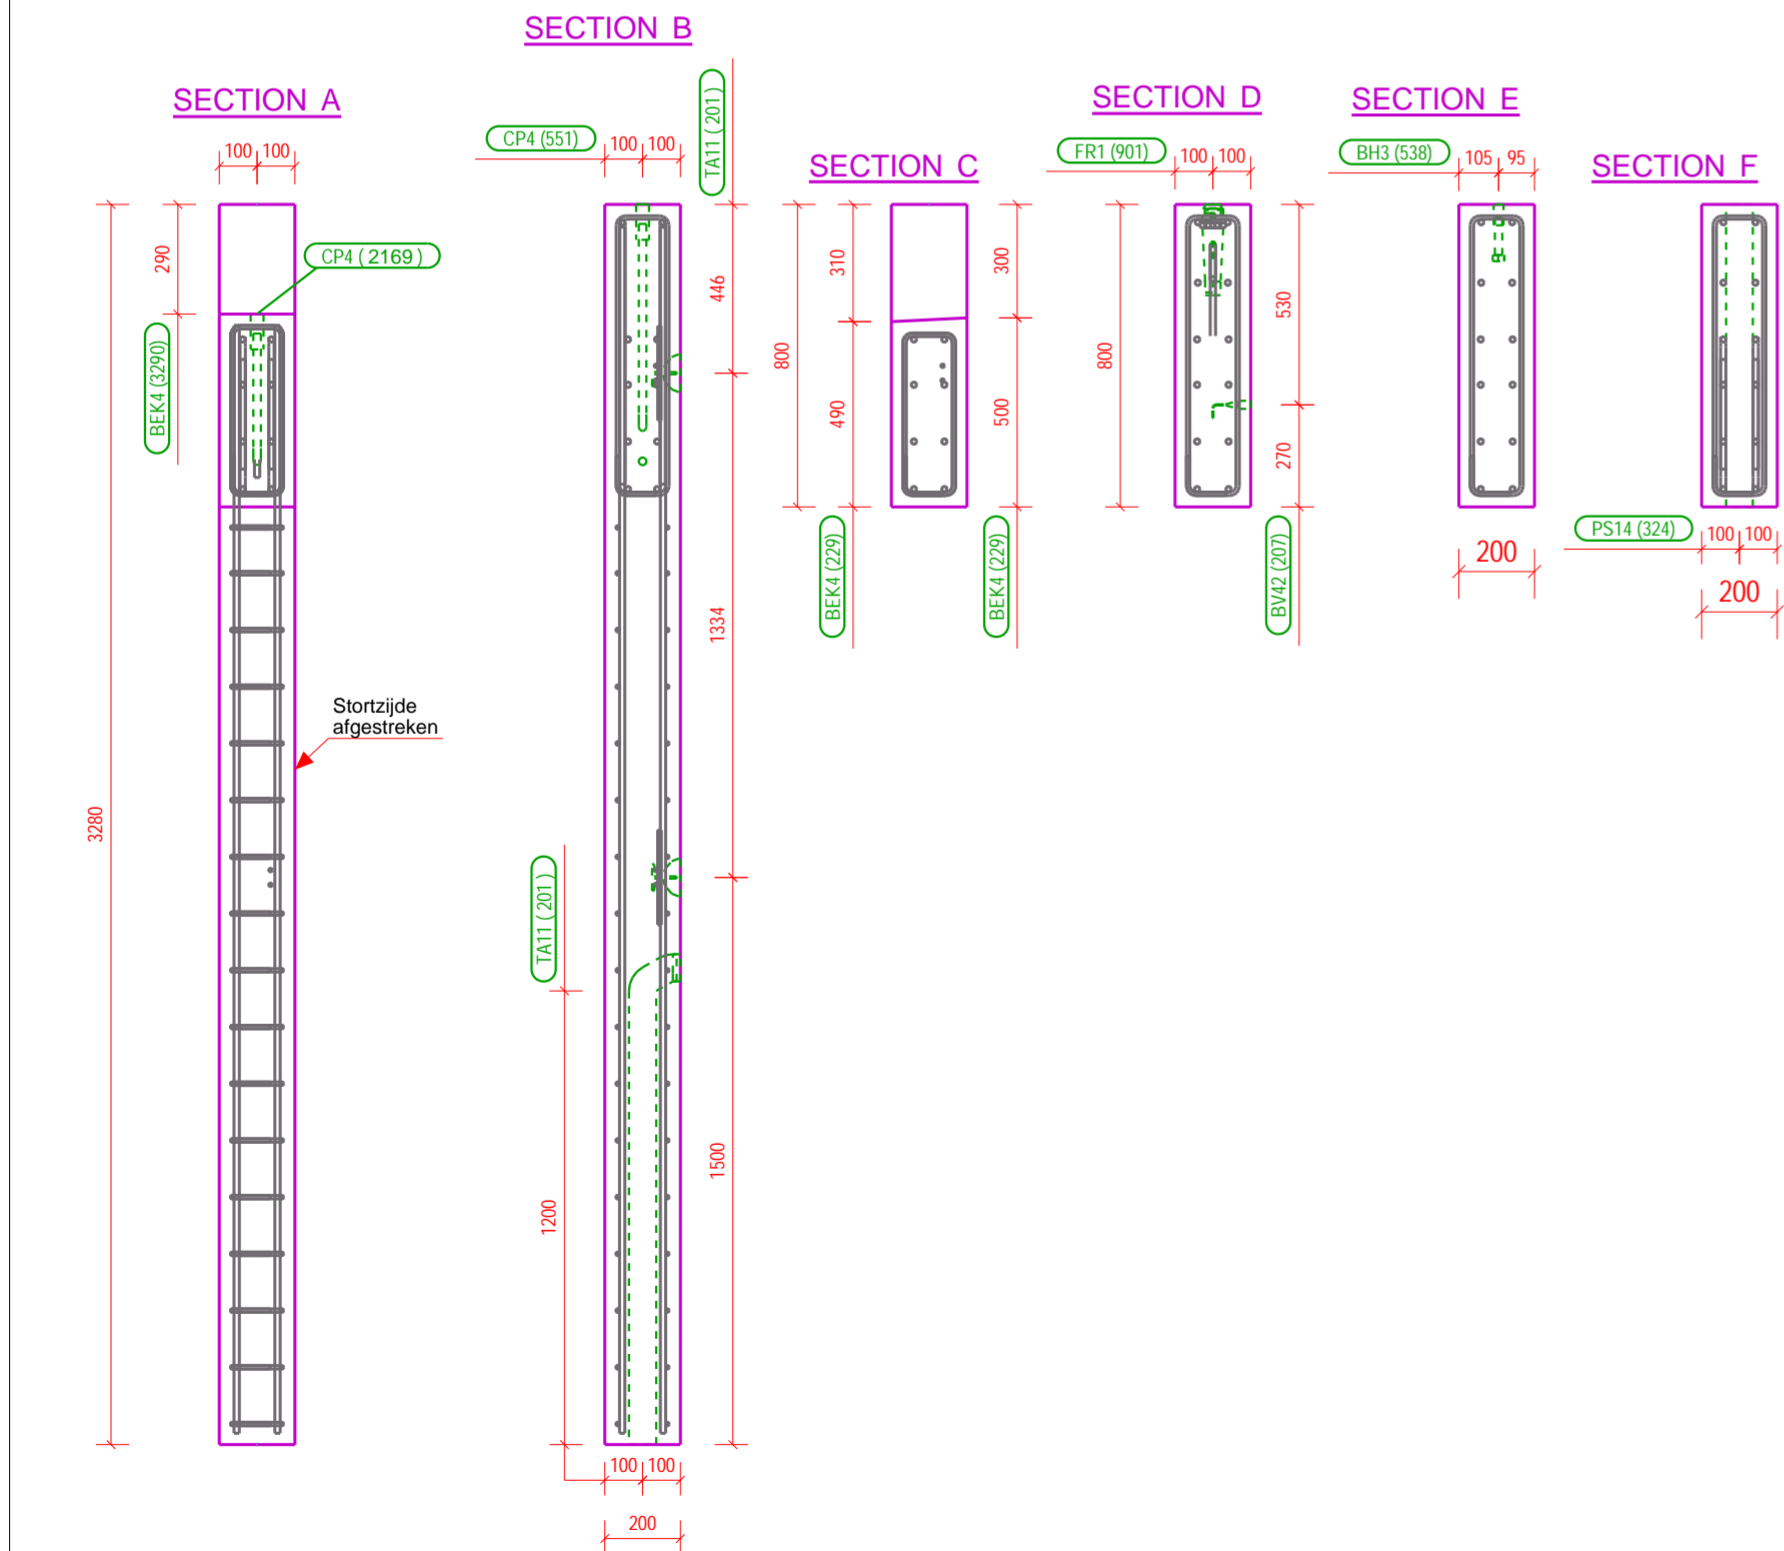 SECTION A
100 100
3280
290
CP4 ( 2169 )
BEK4 (3290)
Stortzijde
afgestreken
SECTION B
CP4 (551)
100 100
TA11 ( 201 )
446
1334
1500
TA11 ( 201 )
1200
100 100
200
SECTION C
800
310
490
BEK4 (229)
300
500
BEK4 (229)
SECTION D
FR1 (901)
100 100
800
530
270
BV42 (207)
SECTION E
BH3 (538)
105 95
200
SECTION F
PS14 (324)
100 100
200